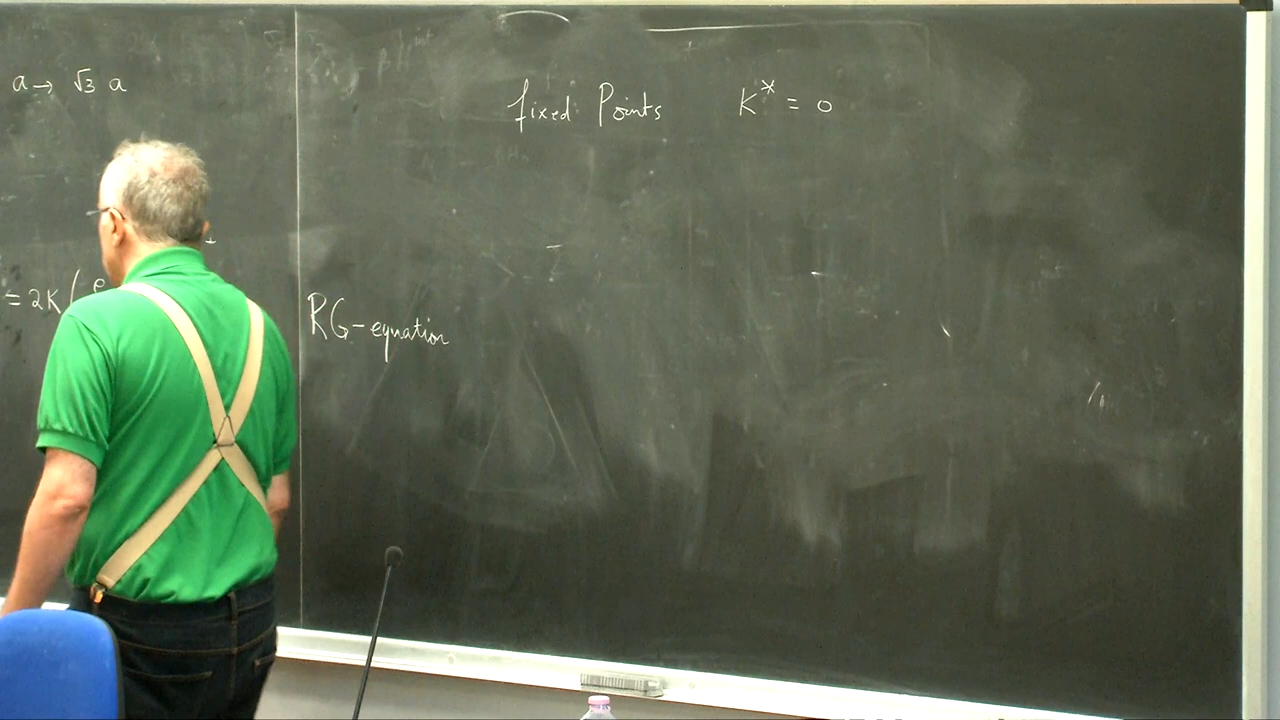 a → √3 a
= 2K ( e
fixed Points K* = 0
RG-equation